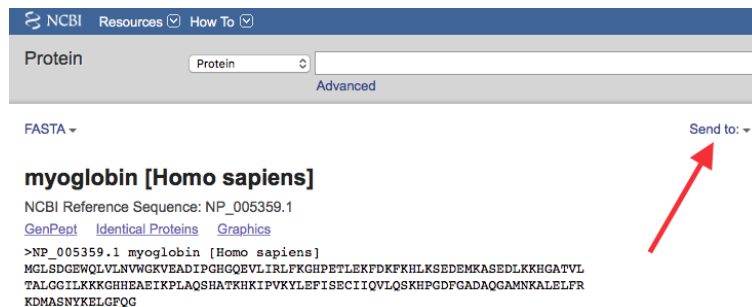 NCBI Resources How To
Protein
Protein
Advanced
FASTA
Send to:
myoglobin [Homo sapiens]
NCBI Reference Sequence: NP_005359.1
GenPept Identical Proteins Graphics
>NP_005359.1 myoglobin [Homo sapiens]
MGLSDGEWQLVLNVWGKVEADIPGHGQEVLIRLFKGHPETLEKFDKFKHLKSEDEMKASEDLKKHGATVL
TALGGILKKKGHHEAEIKPLAQSHATKHKIPVKYLEFISECIIQVLQSKHPGDFGADAQGAMNKALELFR
KDMASNYKELGFQG